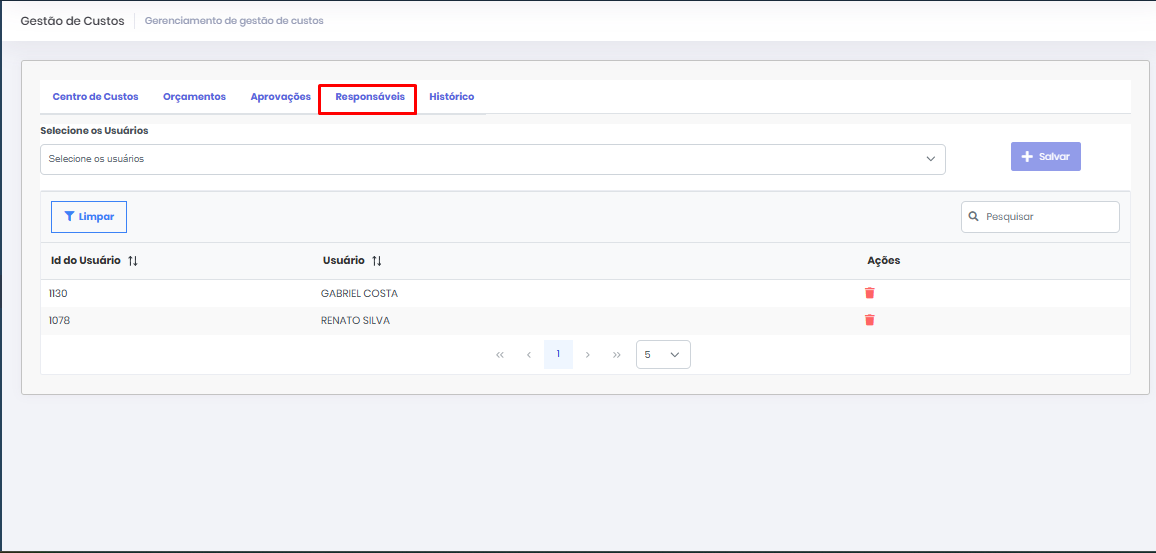 Gestão de Custos Gerenciamento de gestão de custos
Centro de Custos Orçamentos Aprovações Responsáveis Histórico
Selecione os Usuários
Selecione os usuários
Salvar
Limpar
Pesquisar
Id do Usuário Usuário Ações
1130 GABRIEL COSTA
1078 RENATO SILVA
« ‹ 1 › » 5